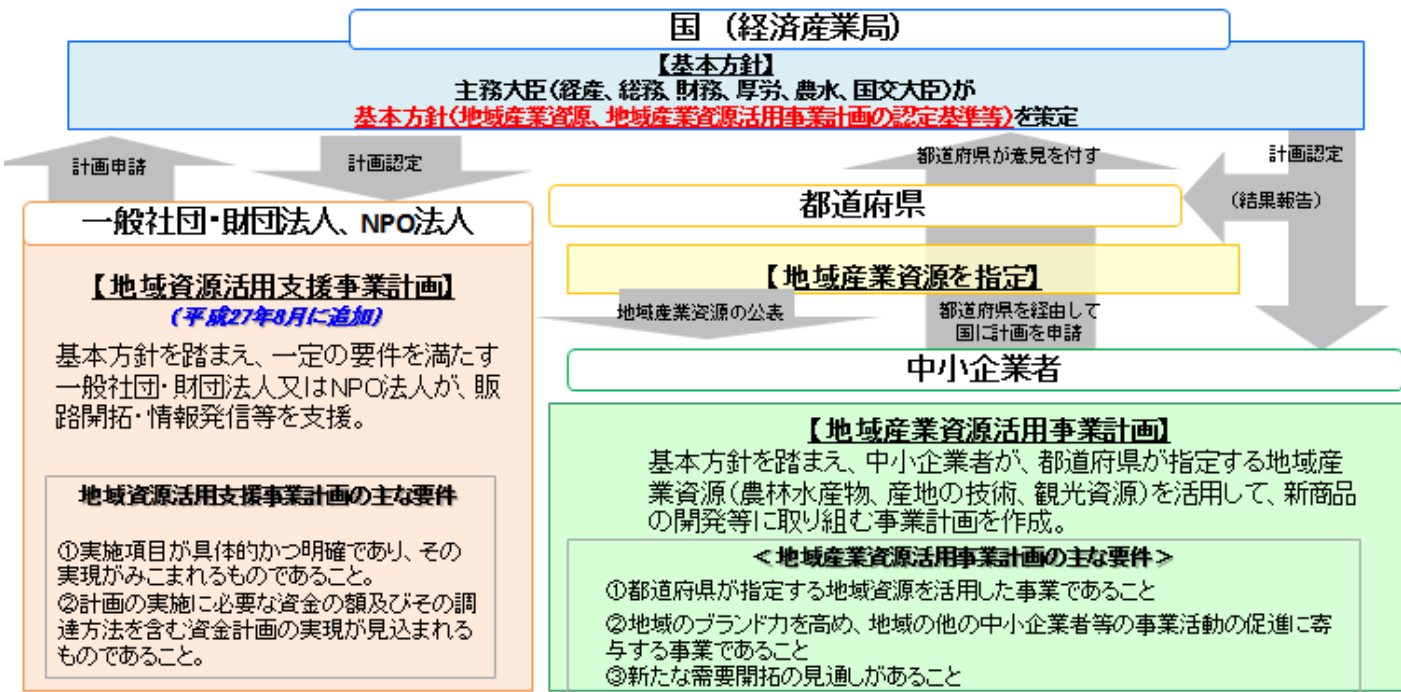 国 (経済産業局)
【基本方針】
主務大臣(経産、総務、財務、厚労、農水、国交大臣)が
基本方針(地域産業資源、地域産業資源活用事業計画の認定基準等)を策定
計画申請
計画認定
都道府県が意見を付す
計画認定
(結果報告)
一般社団・財団法人、NPO法人
【地域資源活用支援事業計画】
(平成27年8月に追加)
基本方針を踏まえ、一定の要件を満たす
一般社団・財団法人又はNPO法人が、販
路開拓・情報発信等を支援。
地域資源活用支援事業計画の主な要件
①実施項目が具体的かつ明確であり、その
実現がみこまれるものであること。
②計画の実施に必要な資金の額及びその調
達方法を含む資金計画の実現が見込まれる
ものであること。
都道府県
【地域産業資源を指定】
地域産業資源の公表
都道府県を経由して
国に計画を申請
中小企業者
【地域産業資源活用事業計画】
基本方針を踏まえ、中小企業者が、都道府県が指定する地域産
業資源(農林水産物、産地の技術、観光資源)を活用して、新商品
の開発等に取り組む事業計画を作成。
<地域産業資源活用事業計画の主な要件>
①都道府県が指定する地域資源を活用した事業であること
②地域のブランド力を高め、地域の他の中小企業者等の事業活動の促進に寄
与する事業であること
③新たな需要開拓の見通しがあること